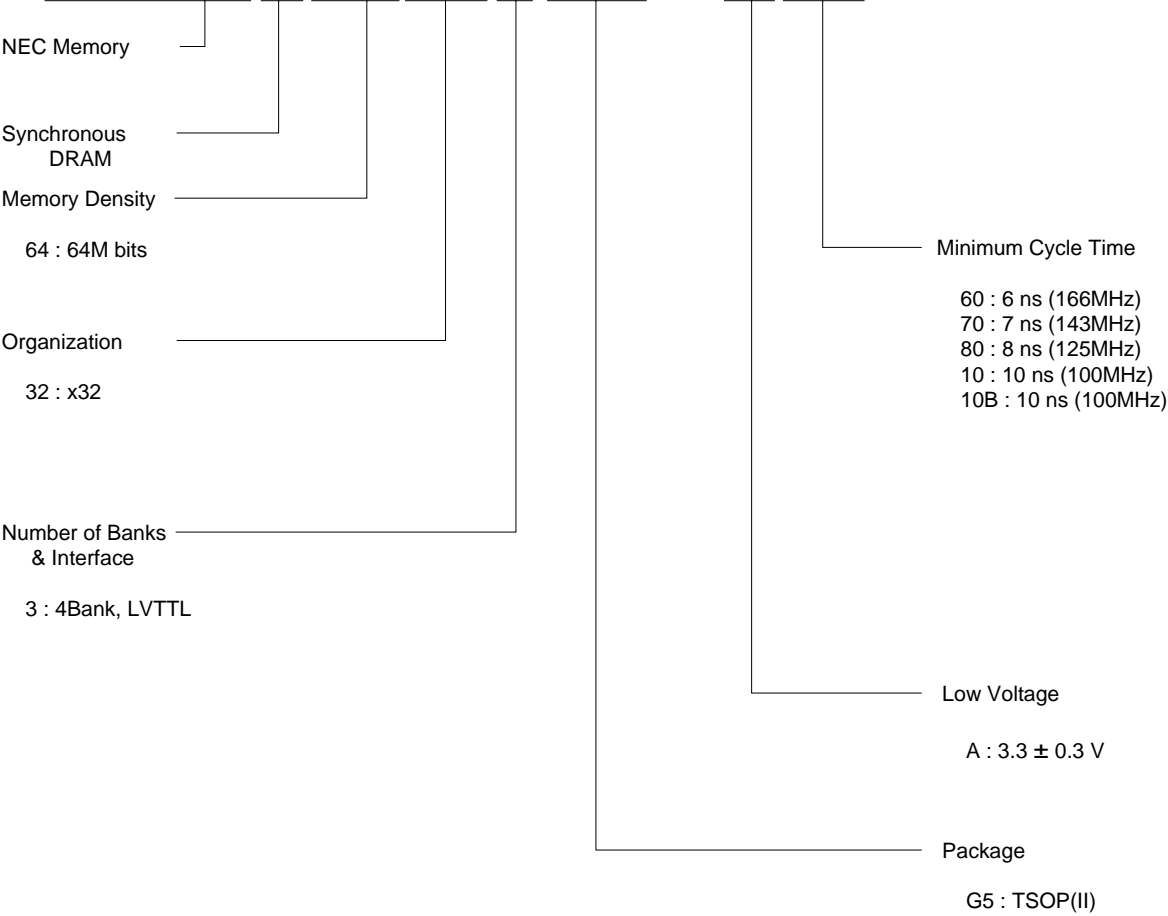 NEC Memory
Synchronous
DRAM
Memory Density
64 : 64M bits
Organization
32 : x32
Number of Banks
& Interface
3 : 4Bank, LVTTL
Minimum Cycle Time
60 : 6 ns (166MHz)
70 : 7 ns (143MHz)
80 : 8 ns (125MHz)
10 : 10 ns (100MHz)
10B : 10 ns (100MHz)
Low Voltage
A : 3.3 ± 0.3 V
Package
G5 : TSOP(II)